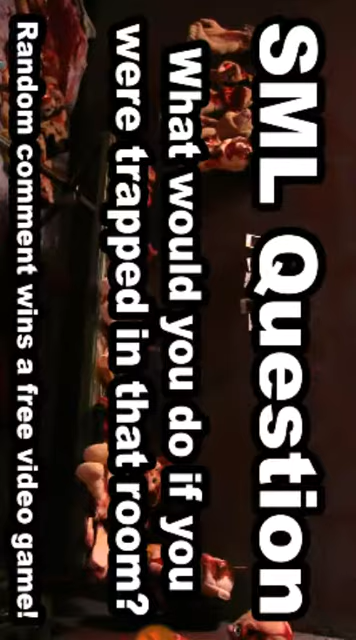 SML Question
What would you do if you
were trapped in that room?
Random comment wins a free video game!